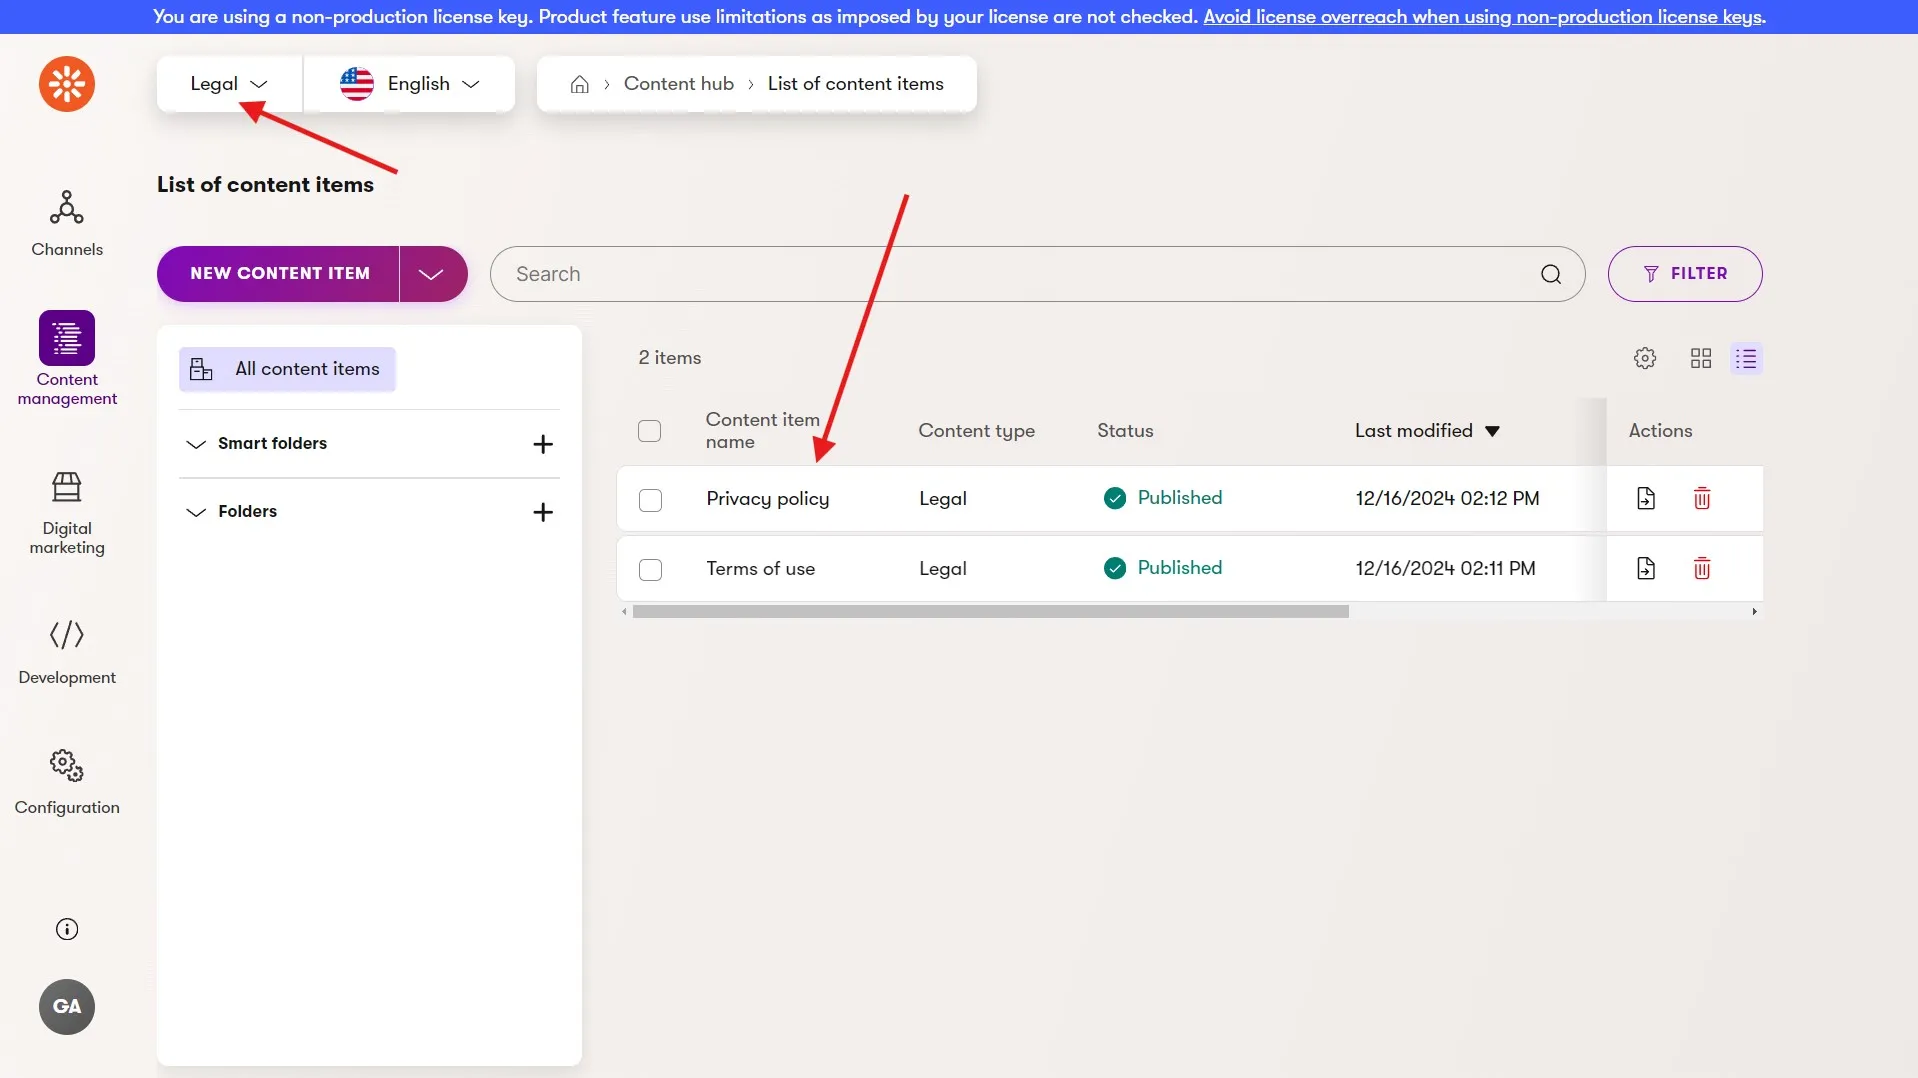 You are using a non-production license key. Product feature use limitations as imposed by your license are not checked. Avoid license overreach when using non-production license keys.
Legal
English
Content hub
List of content items
List of content items
Channels
NEW CONTENT ITEM
Search
FILTER
Content
management
All content items
2 items
Smart folders
Content item
name
Content type
Status
Last modified
Actions
Privacy policy
Legal
Published
12/16/2024 02:12 PM
Folders
Digital
marketing
Terms of use
Legal
Published
12/16/2024 02:11 PM
Development
Configuration
GA